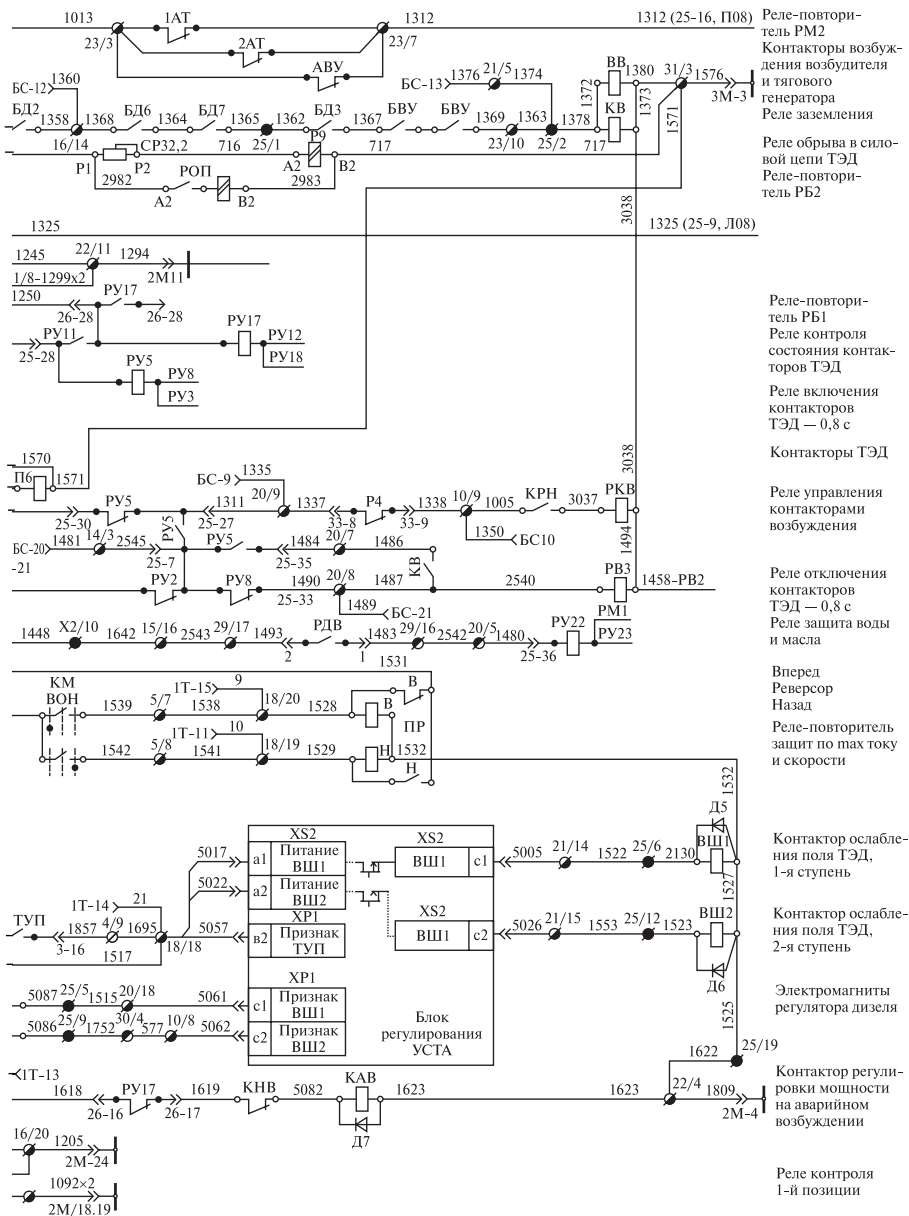 1013
1АТ
1312
1312 (25-16, П08)
23/3
2АТ
23/7
АВУ
БС-12
1360
БС-13
1376
21/5
1374
ВВ
1380
31/3
1576
3М-3
1372
1373
1571
КВ
БД2
1358
1368
БД6
1364
БД7
1365
1362
БД3
1367
БВУ
БВУ
1369
1363
1378
16/14
716
25/1
Р9
717
23/10
25/2
717
СР32,2
Р1
Р2
А2
В2
2982
РОП
2983
А2
В2
3038
1325
1325 (25-9, Л08)
1245
22/11
1294
1/8-1299х2
2М11
1250
РУ17
26-28
26-28
РУ11
РУ17
РУ12
РУ18
25-28
РУ5
РУ8
РУ3
1570
П6
1571
3038
БС-9
1335
20/9
РУ5
1311
1337
Р4
1338
10/9
1005
КРН
3037
РКВ
25-30
25-27
33-8
33-9
1350
БС10
1494
РУ5
БС-20
-21
1481
14/3
2545
25-7
РУ5
1484
25-35
20/7
1486
КВ
РУ2
РУ8
1490
25-33
20/8
1487
2540
РВ3
1458-РВ2
1489
БС-21
РМ1
1448
Х2/10
1642
15/16
2543
29/17
1493
РДВ
1483
29/16
2542
20/5
1480
РУ22
РУ23
2
1
25-36
1531
КМ
ВОН
1Т-15
9
В
1539
5/7
1538
18/20
1528
В
ПР
1Т-11
10
1542
5/8
1541
18/19
1529
Н
1532
Н
1532
Д5
XS2
XS2
5017
а1
Питание
ВШ1
ВШ1
с1
5005
21/14
1522
25/6
2130
ВШ1
1527
5022
а2
Питание
ВШ2
1Т-14
21
XS2
ТУП
1857
4/9
1695
5057
XP1
в2
Признак
ТУП
ВШ1
с2
5026
21/15
1553
25/12
1523
ВШ2
3-16
18/18
1517
Д6
XP1
5087
25/5
1515
20/18
5061
с1
Признак
ВШ1
5086
25/9
1752
30/4
577
10/8
5062
с2
Признак
ВШ2
Блок
регулирования
УСТА
1525
25/19
1622
1Т-13
1618
РУ17
1619
КНВ
5082
КАВ
1623
1623
22/4
1809
26-16
26-17
Д7
2М-4
16/20
1205
2М-24
1092×2
2М/18.19
Реле-повтори-
тель РМ2
Контакторы возбуж-
дения возбудителя
и тягового
генератора
Реле заземления
Реле обрыва в сило-
вой цепи ТЭД
Реле-повтори-
тель РБ2
Реле-повтори-
тель РБ1
Реле контроля
состояния контак-
торов ТЭД
Реле включения
контакторов
ТЭД — 0,8 с
Контакторы ТЭД
Реле управления
контакторами
возбуждения
Реле отключения
контакторов
ТЭД — 0,8 с
Реле защита воды
и масла
Вперед
Реверсор
Назад
Реле-повторитель
защит по max току
и скорости
Контактор ослабле-
ния поля ТЭД,
1-я ступень
Контактор ослабле-
ния поля ТЭД,
2-я ступень
Электромагниты
регулятора дизеля
Контактор регули-
ровки мощности
на аварийном
возбуждении
Реле контроля
1-й позиции